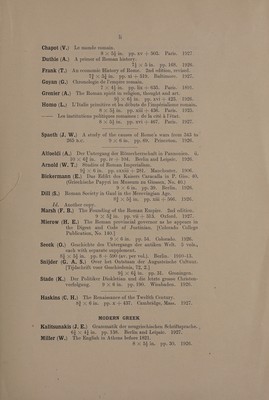 5
Chapot (V.) Le monde romain.
8 × 5½ in. pp. xv + 503. Paris. 1927.
Duthie (A.) A primer of Roman history.
7½ × 5 in. pp. 168. 1926.
Frank (T.) An economic History of Rome. 2nd edition, revised.
7¾ × 5¼ in. pp. xi + 519. Baltimore. 1927.
Goyau (G.) Chronologie de l'empire romain.
7 × 4½ in. pp. lix + 635. Paris. 1891.
Grenier (A.) The Roman spirit in religion, thought and art.
9½ × 6½ in. pp. xvi + 423. 1926.
Homo (L.) L'Italie primitive et les débuts de l'impérialisme romain.
8 × 5¼ in. pp. xiii + 436. Paris. 1925.
—— Les institutions politiques romaines : de la cité à l'état.
8 × 5½ in. pp. xvi + 467. Paris. 1927.
Spaeth (J. W.) A study of the causes of Rome's wars from 343 to
265 B.C. 9 × 6 in. pp. 69. Princeton. 1926.
Altheld (A.) Der Untergang der Römerherrschaft in Pannonien. ii.
10 × 6¾ in. pp. iv + 104. Berlin and Leipsic. 1926.
Arnold (W. T.) Studies of Roman Imperialism.
8¾ × 6 in. pp. cxxiii + 281. Manchester. 1906.
Bickermann (E.) Das Edikt des Kaisers Caracalla in P. Giss. 40.
(Griechische Papyri im Museum zu Giessen, No. 40.)
9 × 6 in. pp. 38. Berlin. 1926.
Dill (S.) Roman Society in Gaul in the Merovingian Age.
9 × 5¾ in. pp. xiii + 566. 1926.
Id. Another copy.
Marsh (F. B.) The Founding of the Roman Empire. 2nd edition.
9 × 5¾ in. pp. vii + 313. Oxford. 1927.
Mierow (H. E.) The Roman provincial governor as he appears in
the Digest and Code of Justinian. [Colorado College
Publication, No. 140.]
9 × 6 in. pp. 54. Colorado. 1926.
Seeck (O.) Geschichte des Untergangs der antiken Welt. 5 vols.
each with separate supplement.
8½ × 5½ in. pp. 8 + 590 (av. per vol.). Berlin. 1910-13.
Snijder (G. A. S.) Over het Ontstaan der Augusteische Cultuur.
[Tijdschrift voor Geschiedenis, 72, 2.]
9½ × 6½ in. pp. 31. Groningen.
Stade (K.) Der Politiker Diokletian und die letzte grosse Christen-
verfolgung. 9 × 6 in. pp. 190. Wiesbaden. 1926.
Haskins (C. H.) The Renaissance of the Twelfth Century.
8¾ × 6 in. pp. x + 437. Cambridge, Mass. 1927.
MODERN GREEK
Kalitsunakis (J. E.) Grammatik der neugriechischen Schriftsprache.
6¼ × 4¼ in. pp. 196. Berlin and Leipsic. 1927.
Miller (W.) The English in Athens before 1821.
8 × 5½ in. pp. 30. 1926.